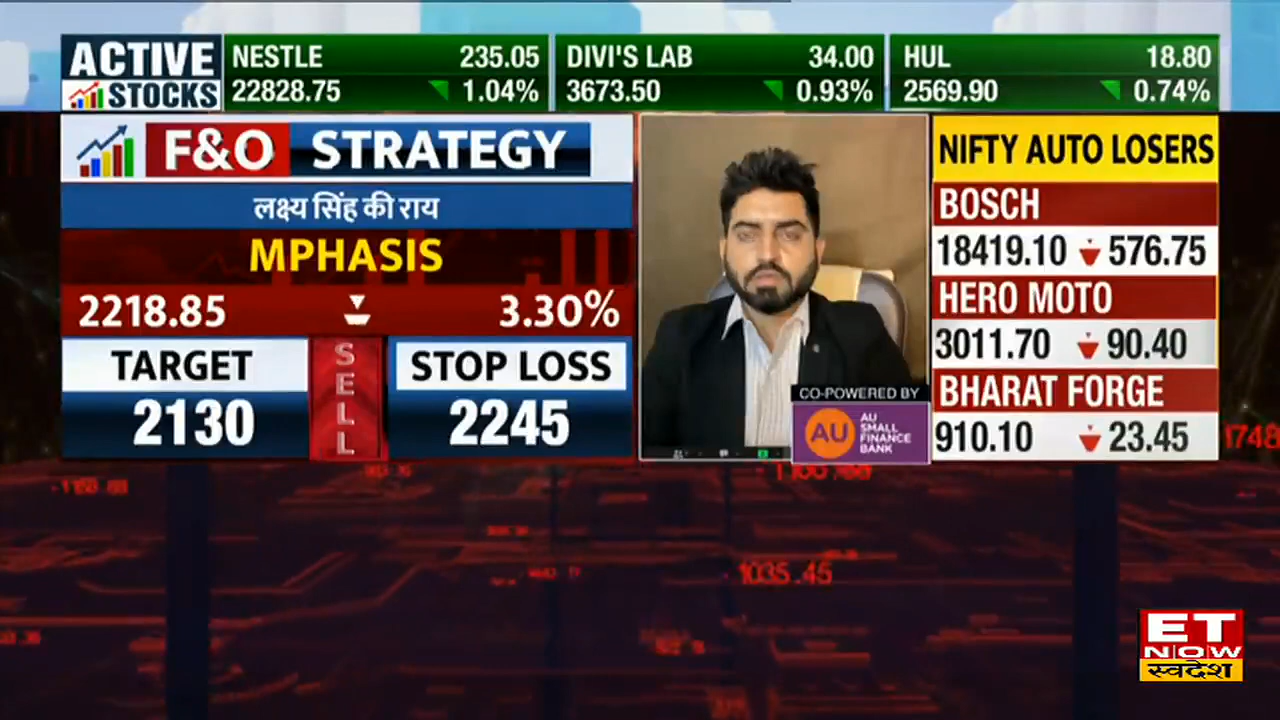 ACTIVE
STOCKS
NESTLE 235.05
22828.75 1.04%
DIVI'S LAB 34.00
3673.50 0.93%
HUL 18.80
2569.90 0.74%
F&O STRATEGY
लक्ष्य सिंह की राय
MPHASIS
2218.85 3.30%
TARGET
2130
SELL
STOP LOSS
2245
CO-POWERED BY
AU
AU
SMALL
FINANCE
BANK
NIFTY AUTO LOSERS
BOSCH
18419.10 576.75
HERO MOTO
3011.70 90.40
BHARAT FORGE
910.10 23.45
1035.45
ET
NOW
स्वदेश